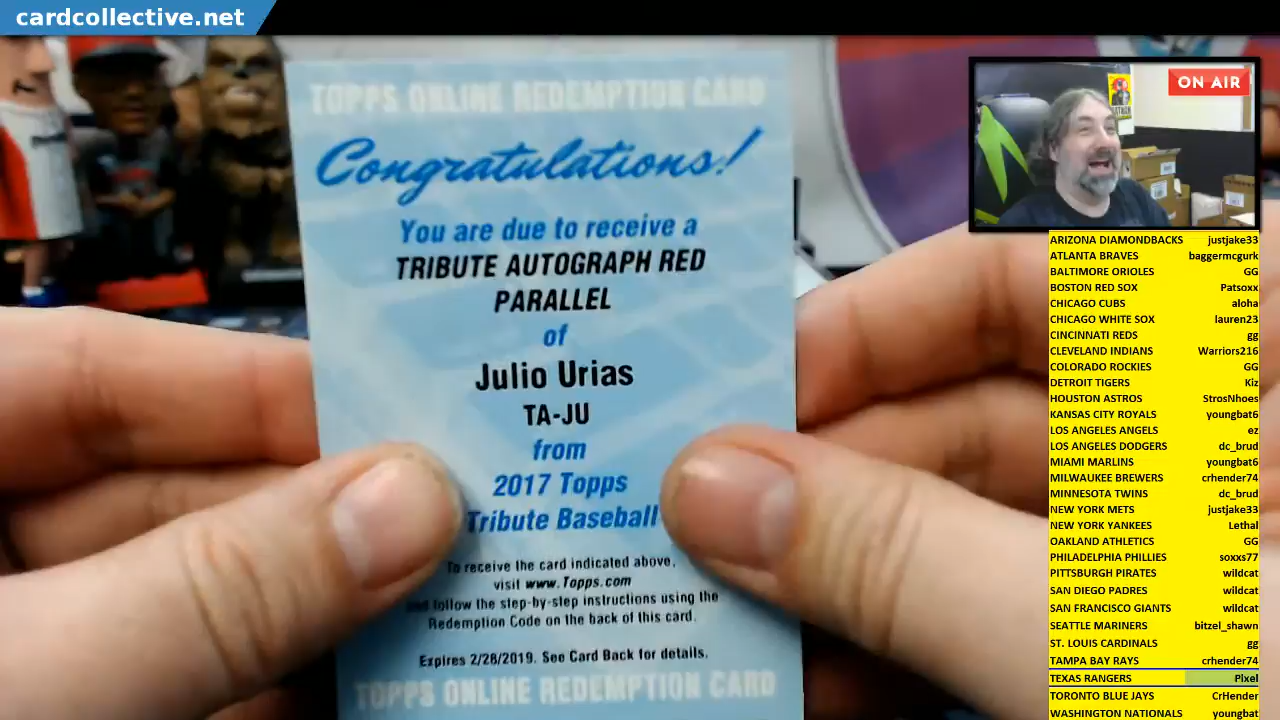 cardcollective.net
TOPPS ONLINE REDEMPTION CARD
Congratulations!
You are due to receive a
TRIBUTE AUTOGRAPH RED
PARALLEL
of
Julio Urias
TA-JU
from
2017 Topps
Tribute Baseball
To receive the card indicated above,
visit www.Topps.com
follow the step-by-step instructions using the
Redemption Code on the back of this card.
Expires 2/28/2019. See Card Back for details.
TOPPS ONLINE REDEMPTION CARD
ON AIR
ARIZONA DIAMONDBACKS justjake33
ATLANTA BRAVES baggermcgurk
BALTIMORE ORIOLES GG
BOSTON RED SOX Patsoxx
CHICAGO CUBS aloha
CHICAGO WHITE SOX lauren23
CINCINNATI REDS gg
CLEVELAND INDIANS Warriors216
COLORADO ROCKIES GG
DETROIT TIGERS Kiz
HOUSTON ASTROS StrosNhoes
KANSAS CITY ROYALS youngbat6
LOS ANGELES ANGELS ez
LOS ANGELES DODGERS dc_brud
MIAMI MARLINS youngbat6
MILWAUKEE BREWERS crhender74
MINNESOTA TWINS dc_brud
NEW YORK METS justjake33
NEW YORK YANKEES Lethal
OAKLAND ATHLETICS GG
PHILADELPHIA PHILLIES soxxs77
PITTSBURGH PIRATES wildcat
SAN DIEGO PADRES wildcat
SAN FRANCISCO GIANTS wildcat
SEATTLE MARINERS bitzel_shawn
ST. LOUIS CARDINALS gg
TAMPA BAY RAYS crhender74
TEXAS RANGERS Pixel
TORONTO BLUE JAYS CrHender
WASHINGTON NATIONALS youngbat